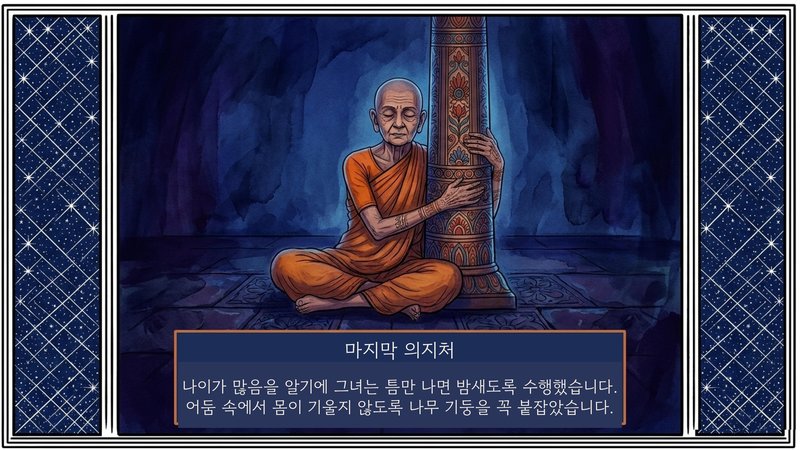 마지막 의지처
나이가 많음을 알기에 그녀는 틈만 나면 밤새도록 수행했습니다.
어둠 속에서 몸이 기울지 않도록 나무 기둥을 꼭 붙잡았습니다.